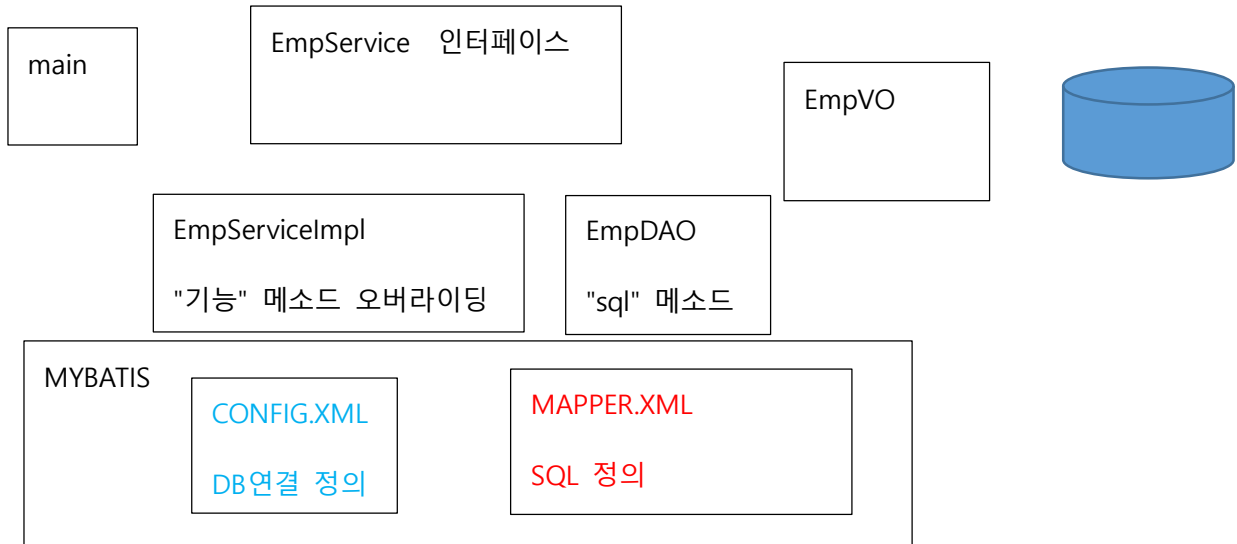 main
EmpService 인터페이스
EmpVO
EmpServiceImpl
"기능" 메소드 오버라이딩
EmpDAO
"sql" 메소드
MYBATIS
CONFIG.XML
DB연결 정의
MAPPER.XML
SQL 정의